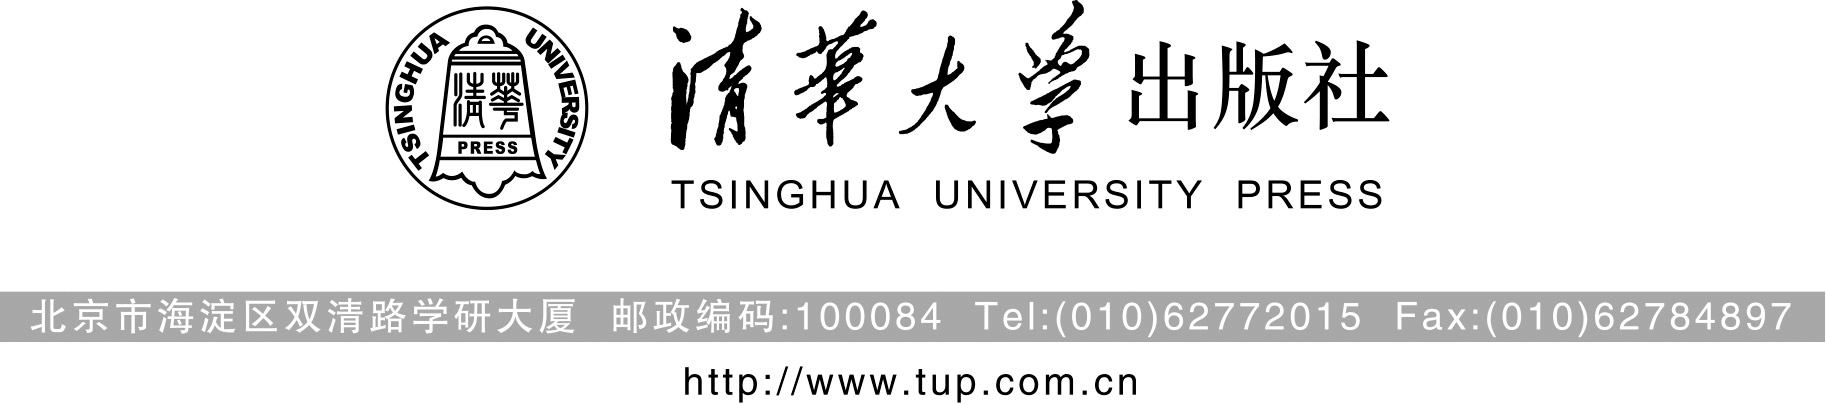 TSINGHUA UNIVERSITY
清華
PRESS
清華大学出版社
TSINGHUA UNIVERSITY PRESS
北京市海淀区双清路学研大厦 邮政编码:100084 Tel:(010)62772015 Fax:(010)62784897
http://www.tup.com.cn